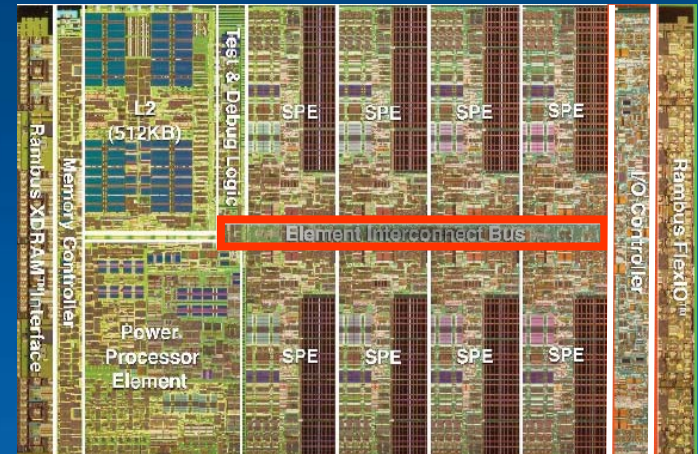 Rambus XDRAM™ Interface
Memory Controller
L2
(512KB)
Test & Debug Logic
SPE
SPE
SPE
SPE
Element Interconnect Bus
Power
Processor
Element
SPE
SPE
SPE
SPE
I/O Controller
Rambus FlexIO™